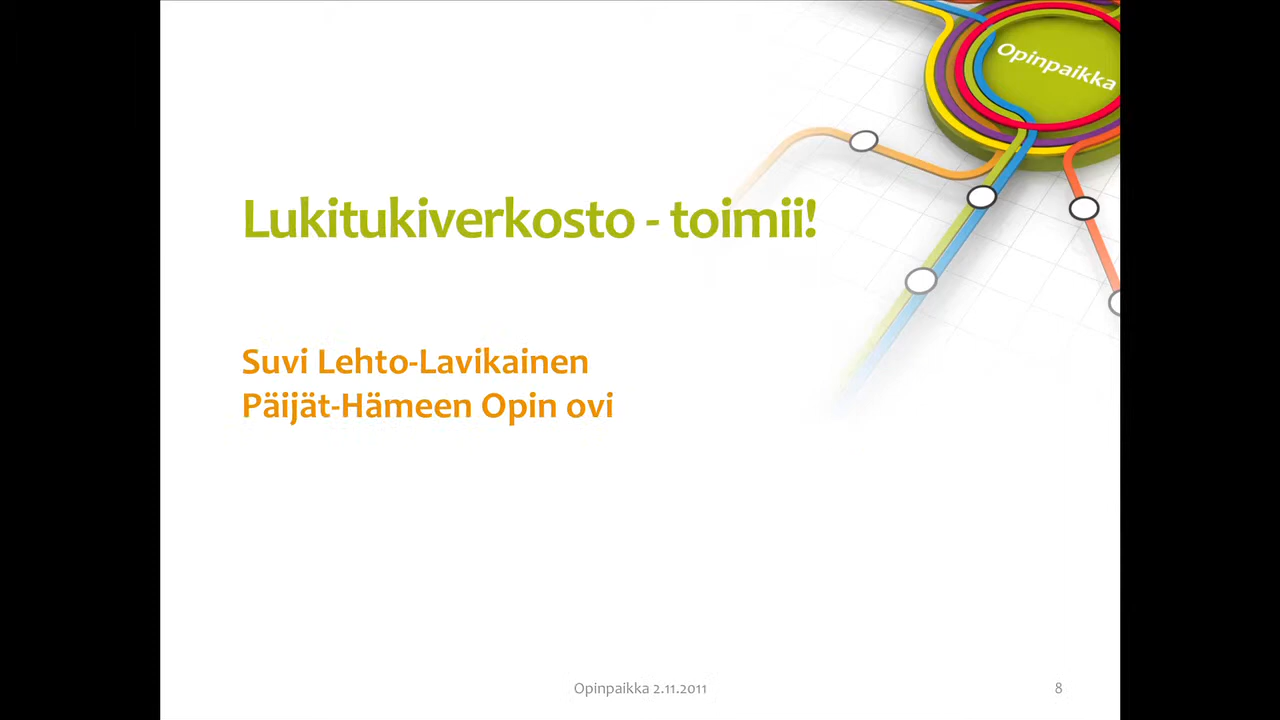 Opinpaikka
Lukitukiverkosto - toimii!
Suvi Lehto-Lavikainen
Päijät-Hämeen Opin ovi
Opinpaikka 2.11.2011
8